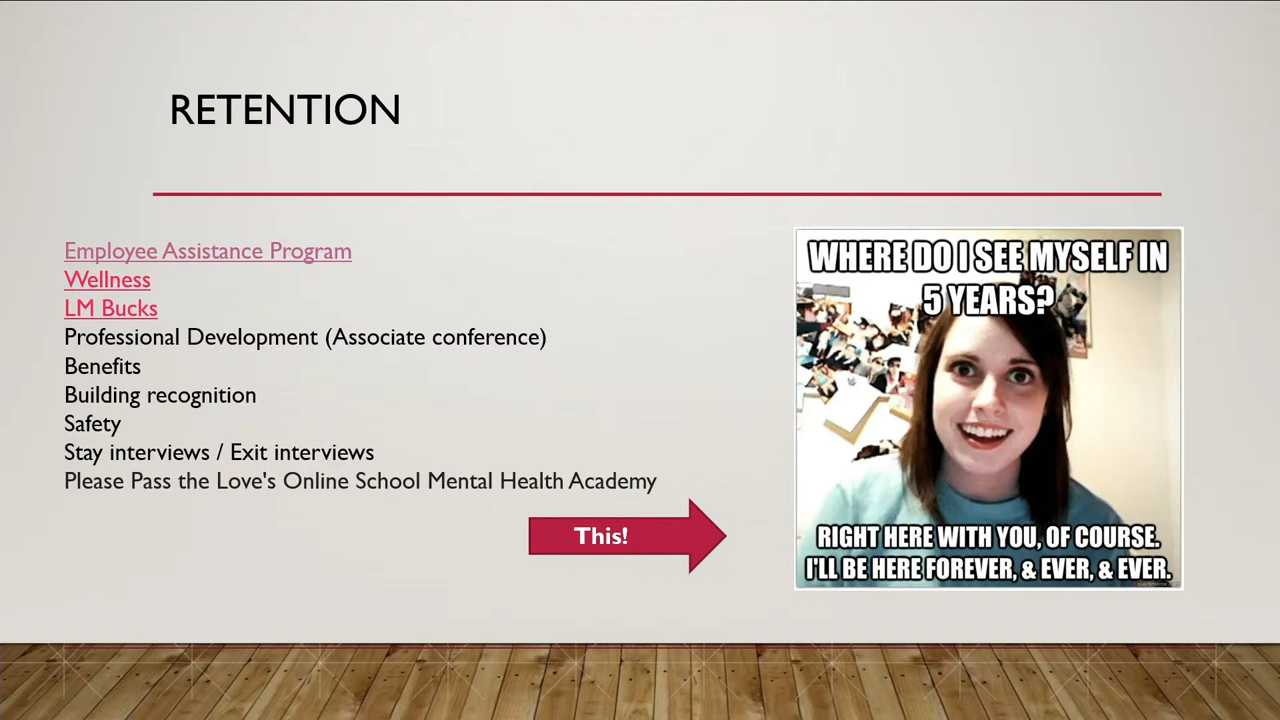 RETENTION
Employee Assistance Program
Wellness
LM Bucks
Professional Development (Associate conference)
Benefits
Building recognition
Safety
Stay interviews / Exit interviews
Please Pass the Love's Online School Mental Health Academy
This!
WHERE DO I SEE MYSELF IN
5 YEARS?
RIGHT HERE WITH YOU, OF COURSE.
I'LL BE HERE FOREVER, & EVER, & EVER.